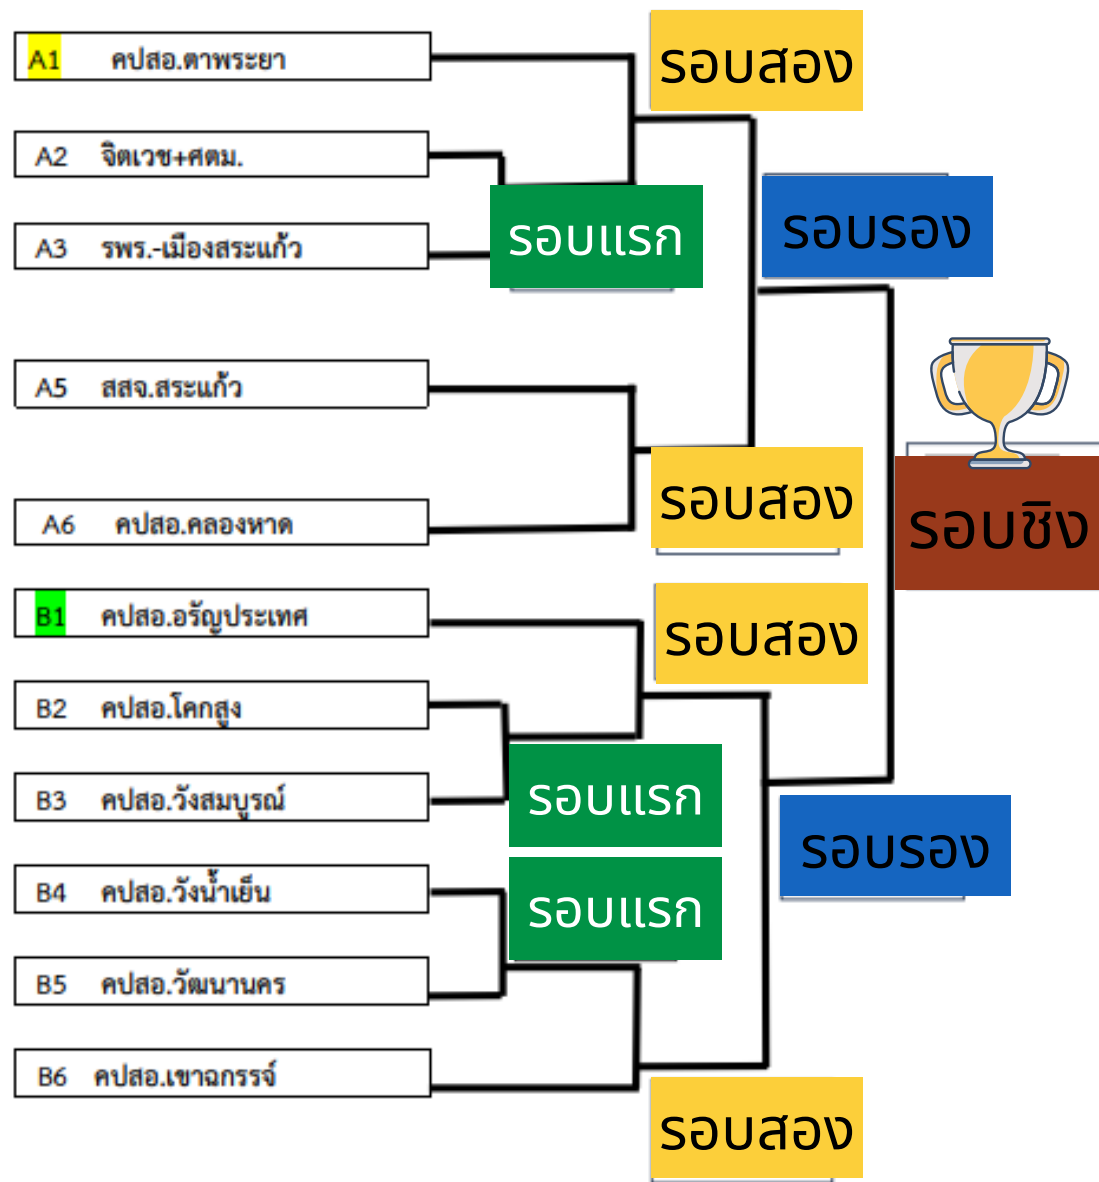 รอบสอง
A1 คปสอ.ตาพระยา
A2 จิตเวช+ศตม.
รอบรอง
รอบแรก
A3 รพร.-เมืองสระแก้ว
A5 สสจ.สระแก้ว
รอบสอง
รอบชิง
A6 คปสอ.คลองหาด
B1 คปสอ.อรัญประเทศ
รอบสอง
B2 คปสอ.โคกสูง
B3 คปสอ.วังสมบูรณ์
รอบแรก
รอบรอง
B4 คปสอ.วังน้ำเย็น
รอบแรก
B5 คปสอ.วัฒนานคร
B6 คปสอ.เขาฉกรรจ์
รอบสอง